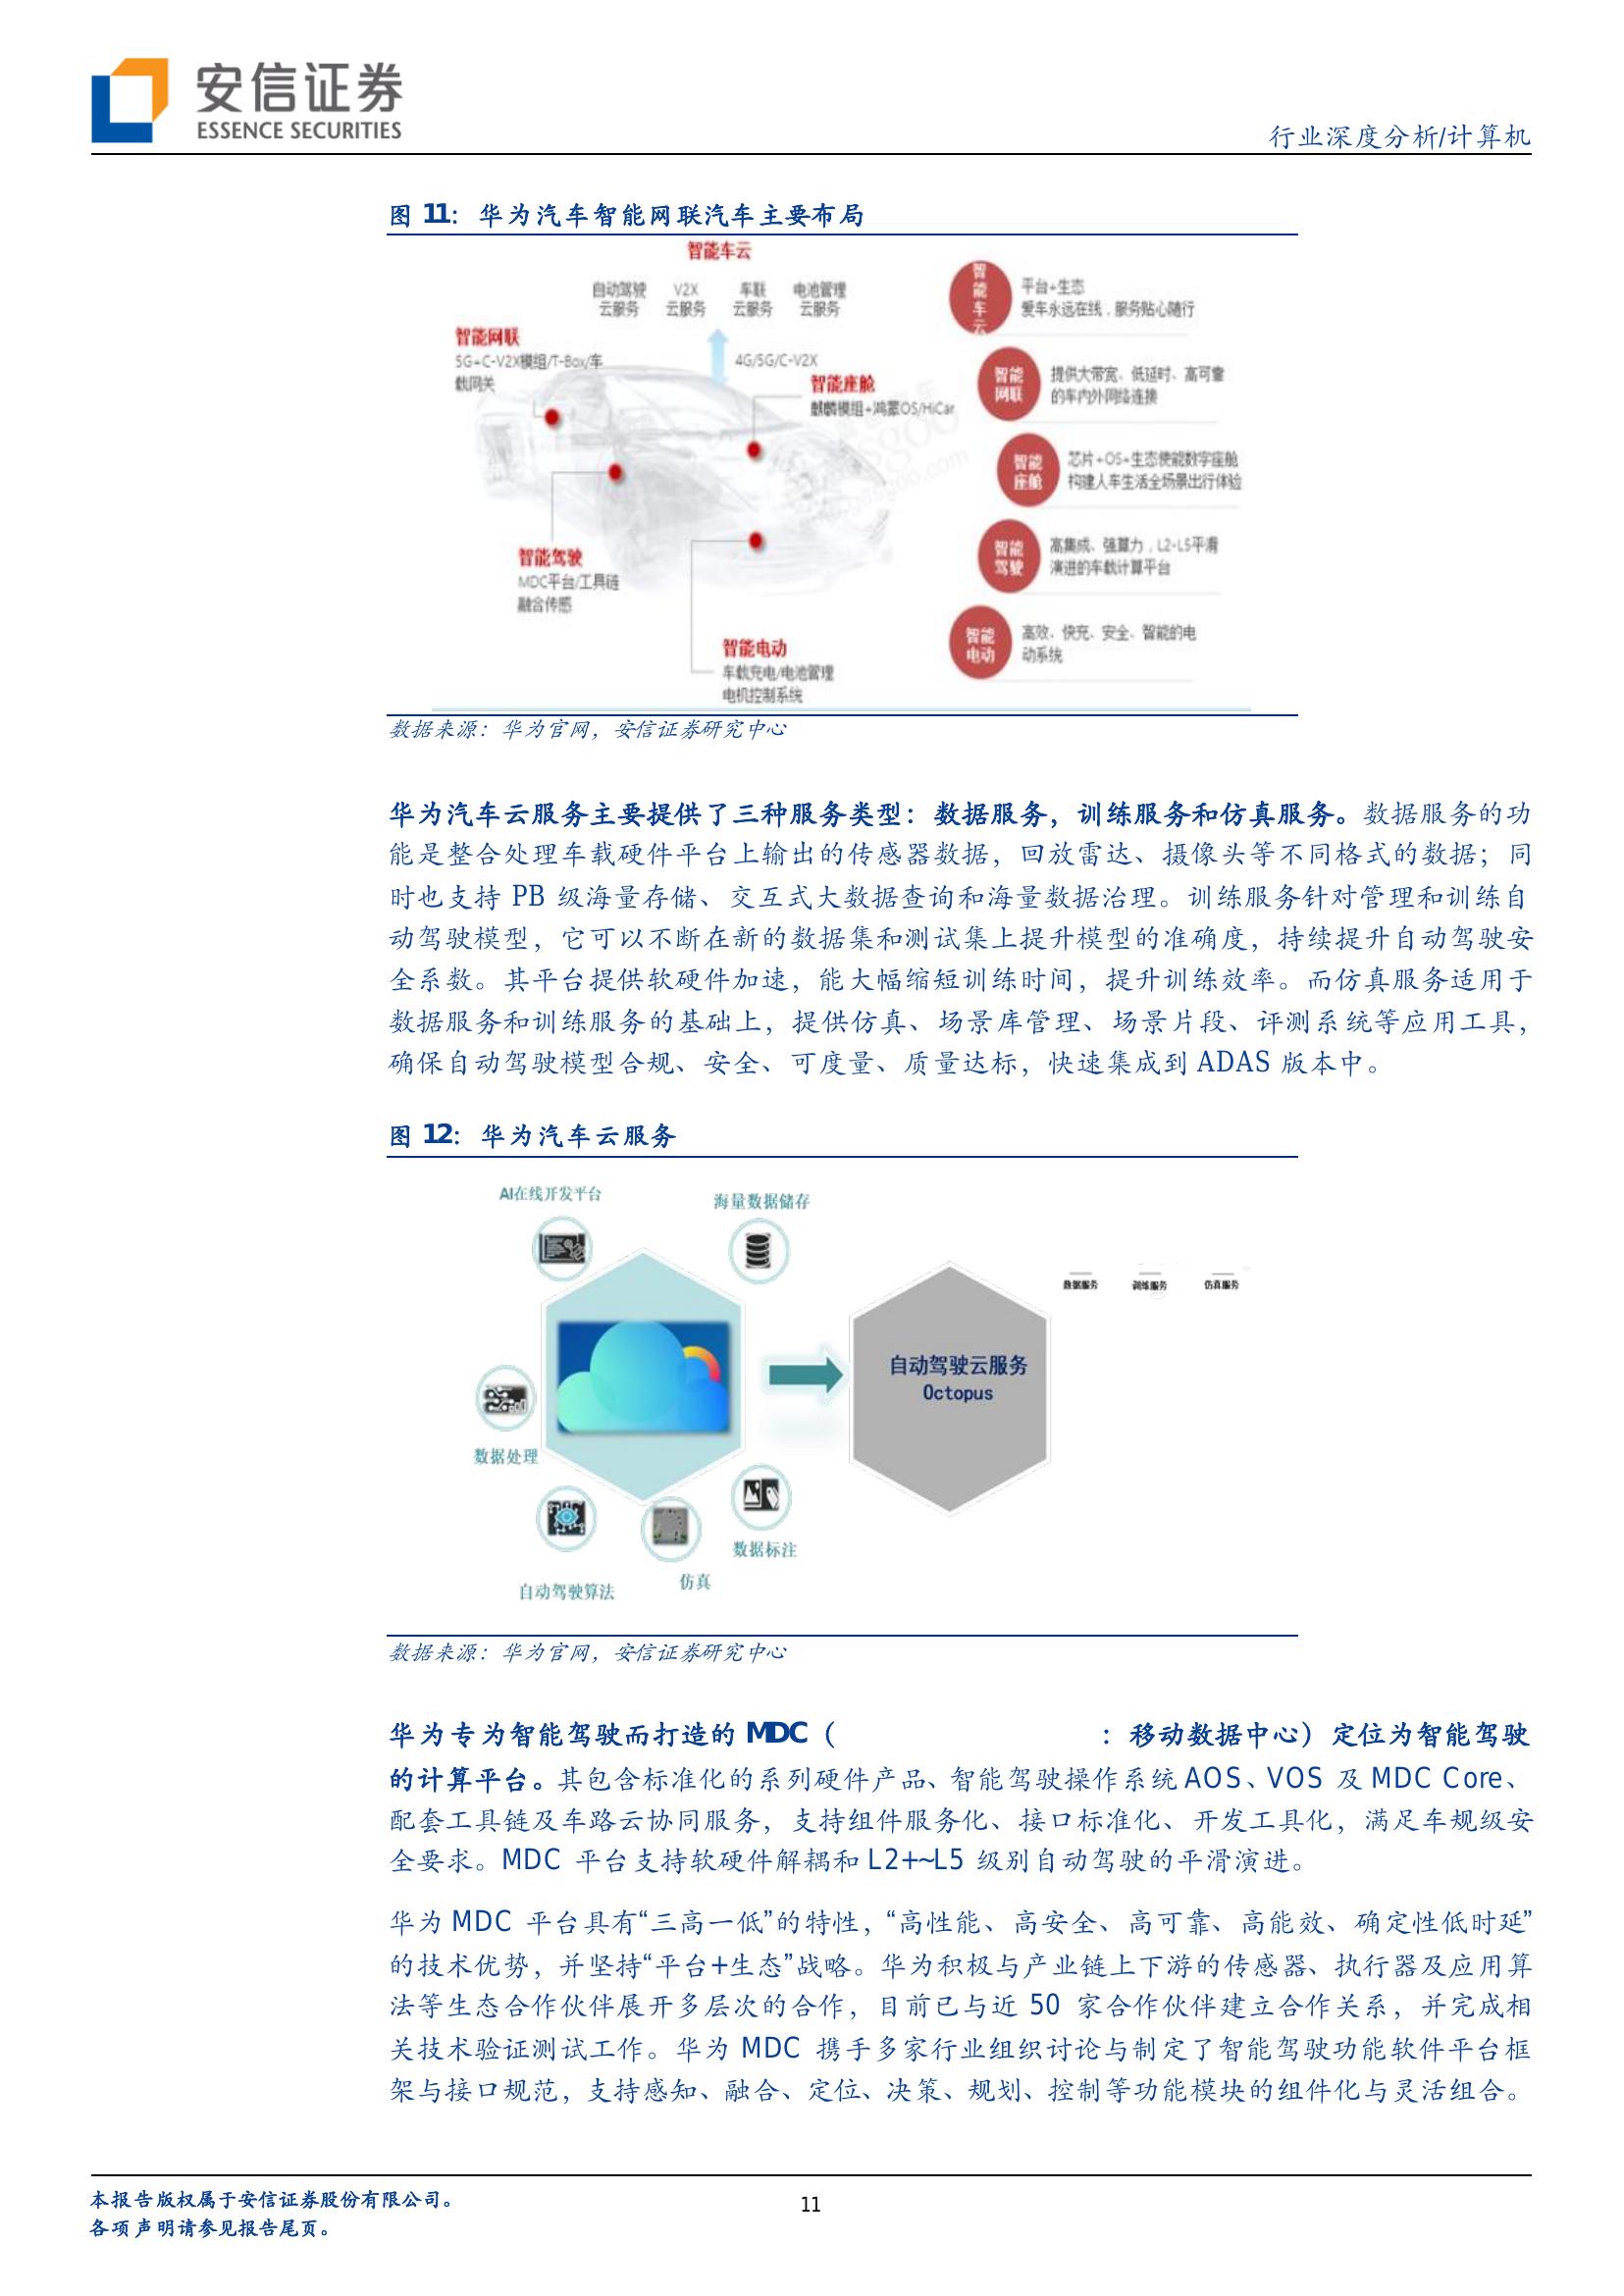 安信证券
ESSENCE SECURITIES
行业深度分析/计算机
图 11：华为汽车智能网联汽车主要布局
智能车云
自动驾驶
云服务
V2X
云服务
车联
云服务
电池管理
云服务
智能网联
5G+C-V2X模组/T-Box/车
载网关
4G/5G/C-V2X
智能座舱
麒麟模组+鸿蒙OS/HiCar
智能驾驶
MDC平台/工具链
融合传感
智能电动
车载充电/电池管理
电机控制系统
智能车云
平台+生态
爱车永远在线，服务贴心随行
智能
网联
提供大带宽、低延时、高可靠
的车内外网络连接
智能
座舱
芯片+OS+生态使能数字座舱
构建人车生活全场景出行体验
智能
驾驶
高集成、强算力，L2-L5平滑
演进的车载计算平台
智能
电动
高效、快充、安全、智能的电
动系统
数据来源：华为官网，安信证券研究中心
华为汽车云服务主要提供了三种服务类型：数据服务，训练服务和仿真服务。数据服务的功
能是整合处理车载硬件平台上输出的传感器数据，回放雷达、摄像头等不同格式的数据；同
时也支持 PB 级海量存储、交互式大数据查询和海量数据治理。训练服务针对管理和训练自
动驾驶模型，它可以不断在新的数据集和测试集上提升模型的准确度，持续提升自动驾驶安
全系数。其平台提供软硬件加速，能大幅缩短训练时间，提升训练效率。而仿真服务适用于
数据服务和训练服务的基础上，提供仿真、场景库管理、场景片段、评测系统等应用工具，
确保自动驾驶模型合规、安全、可度量、质量达标，快速集成到 ADAS 版本中。
图 12：华为汽车云服务
AI在线开发平台
海量数据储存
数据处理
自动驾驶算法
仿真
数据标注
自动驾驶云服务
Octopus
数据服务
训练服务
仿真服务
数据来源：华为官网，安信证券研究中心
华为专为智能驾驶而打造的 MDC（ ：移动数据中心）定位为智能驾驶
的计算平台。其包含标准化的系列硬件产品、智能驾驶操作系统 AOS、VOS 及 MDC Core、
配套工具链及车路云协同服务，支持组件服务化、接口标准化、开发工具化，满足车规级安
全要求。MDC 平台支持软硬件解耦和 L2+~L5 级别自动驾驶的平滑演进。
华为 MDC 平台具有“三高一低”的特性，“高性能、高安全、高可靠、高能效、确定性低时延”
的技术优势，并坚持“平台+生态”战略。华为积极与产业链上下游的传感器、执行器及应用算
法等生态合作伙伴展开多层次的合作，目前已与近 50 家合作伙伴建立合作关系，并完成相
关技术验证测试工作。华为 MDC 携手多家行业组织讨论与制定了智能驾驶功能软件平台框
架与接口规范，支持感知、融合、定位、决策、规划、控制等功能模块的组件化与灵活组合。
本报告版权属于安信证券股份有限公司。
各项声明请参见报告尾页。
11